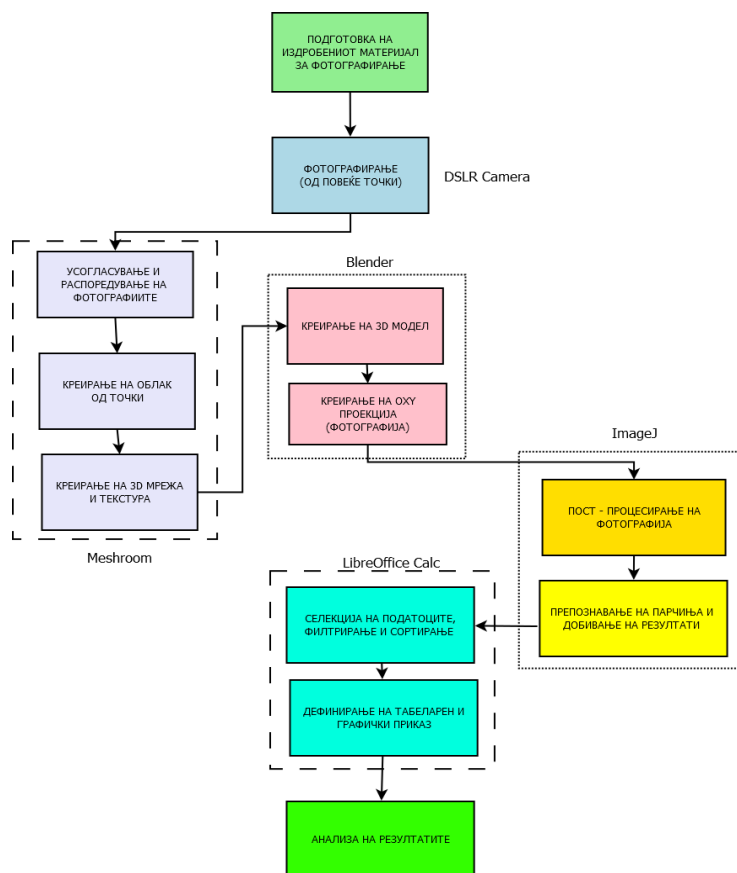 ПОДГОТОВКА НА
ИЗДРОБЕНИОТ МАТЕРИЈАЛ
ЗА ФОТОГРАФИРАЊЕ
ФОТОГРАФИРАЊЕ
(ОД ПОВЕЌЕ ТОЧКИ)
DSLR Camera
УСОГЛАСУВАЊЕ И
РАСПОРЕДУВАЊЕ НА
ФОТОГРАФИИТЕ
КРЕИРАЊЕ НА ОБЛАК
ОД ТОЧКИ
КРЕИРАЊЕ НА 3D МРЕЖА
И ТЕКСТУРА
Meshroom
Blender
КРЕИРАЊЕ НА 3D МОДЕЛ
КРЕИРАЊЕ НА OXY
ПРОЕКЦИЈА
(ФОТОГРАФИЈА)
ImageJ
ПОСТ - ПРОЦЕСИРАЊЕ НА
ФОТОГРАФИЈА
ПРЕПОЗНАВАЊЕ НА ПАРЧИЊА И
ДОБИВАЊЕ НА РЕЗУЛТАТИ
LibreOffice Calc
СЕЛЕКЦИЈА НА ПОДАТОЦИТЕ,
ФИЛТРИРАЊЕ И СОРТИРАЊЕ
ДЕФИНИРАЊЕ НА ТАБЕЛАРЕН И
ГРАФИЧКИ ПРИКАЗ
АНАЛИЗА НА РЕЗУЛТАТИТЕ